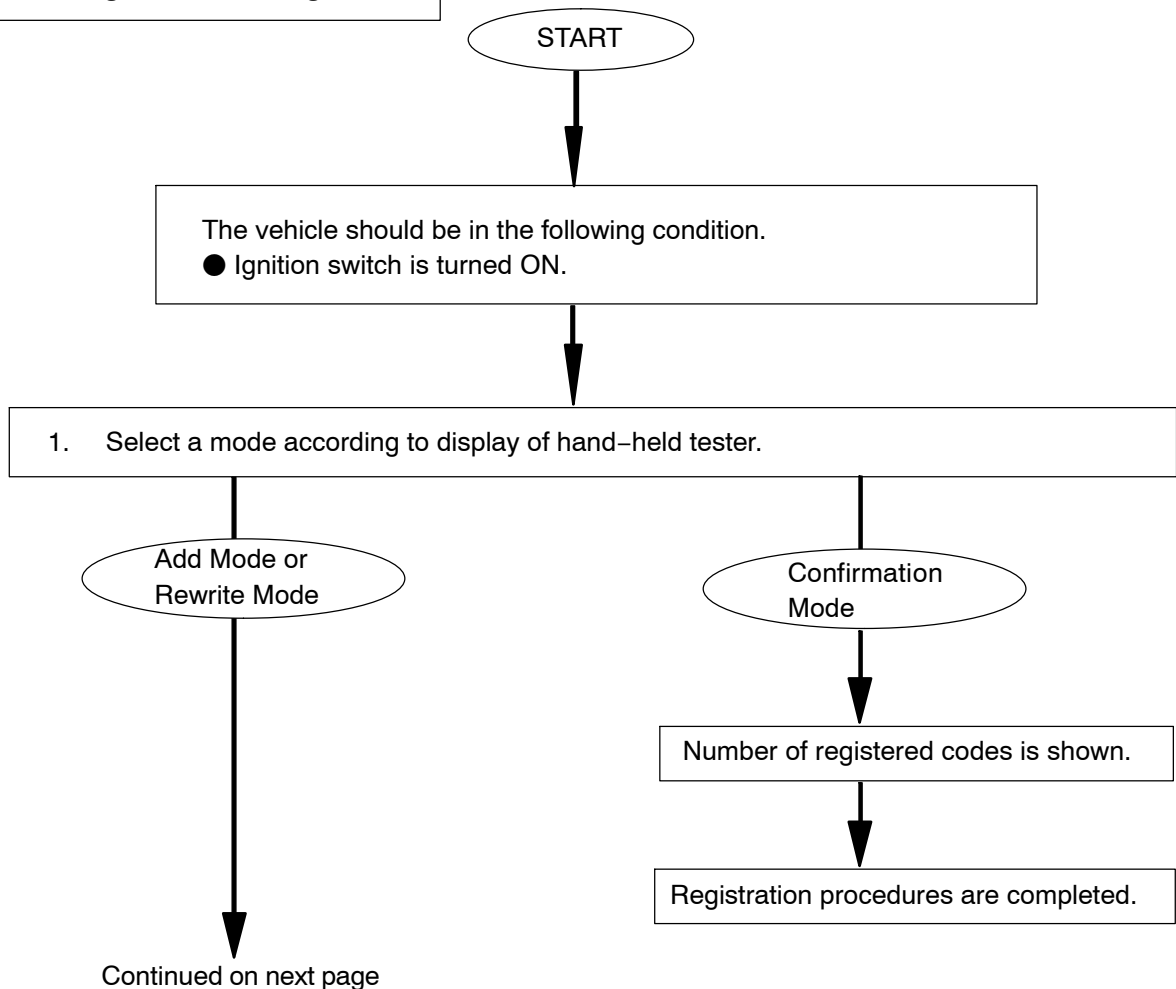 START
The vehicle should be in the following condition.
● Ignition switch is turned ON.
1. Select a mode according to display of hand−held tester.
Add Mode or
Rewrite Mode
Confirmation
Mode
Number of registered codes is shown.
Registration procedures are completed.
Continued on next page